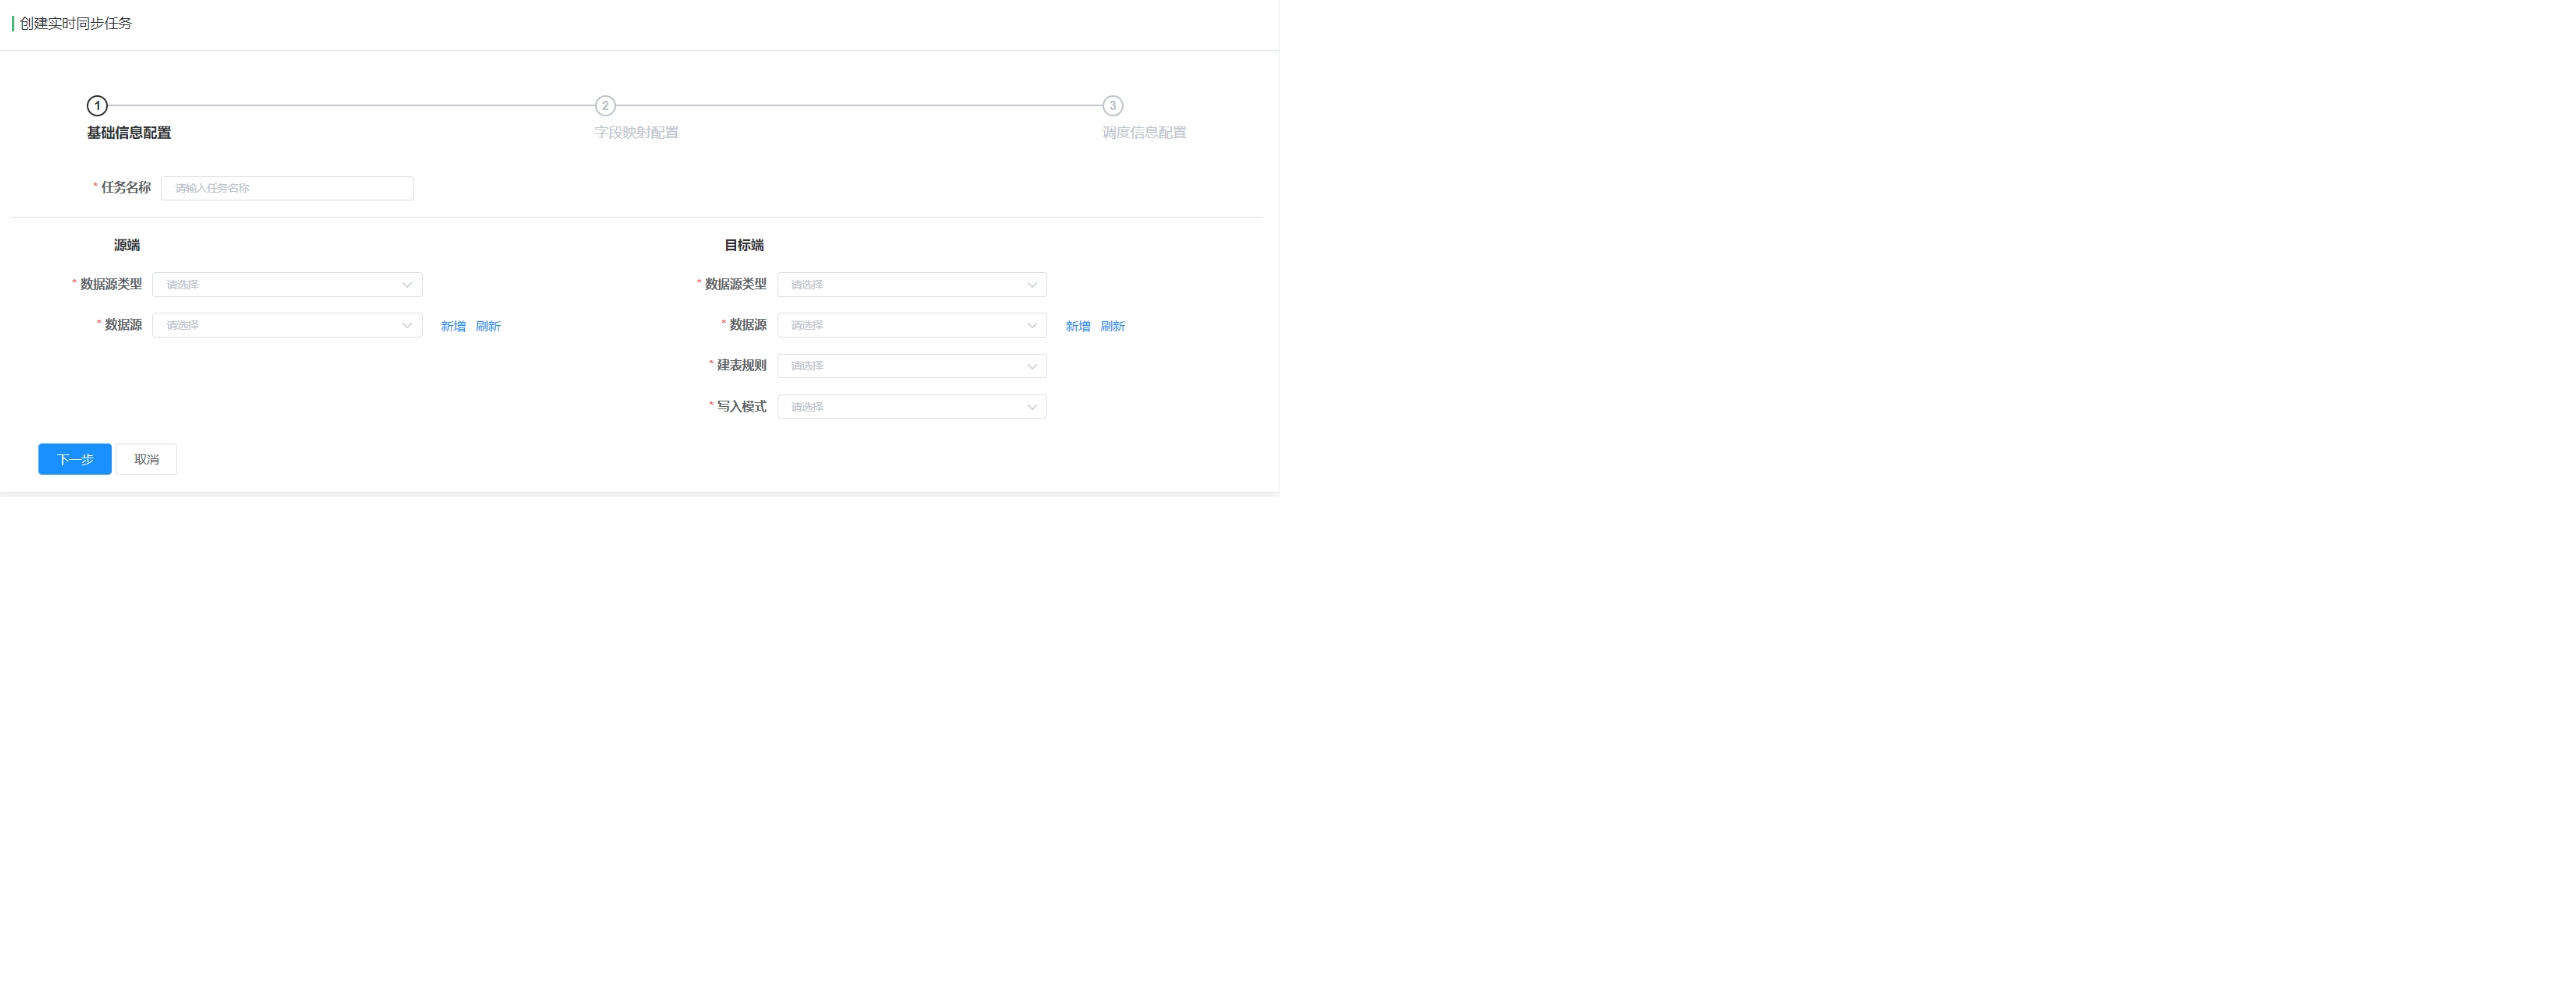 创建实时同步任务
1 2 3
基础信息配置 字段映射配置 调度信息配置
* 任务名称 请输入任务名称
源端 目标端
* 数据源类型 请选择 * 数据源类型 请选择
* 数据源 请选择 新增 刷新 * 数据源 请选择 新增 刷新
* 建表规则 请选择
* 写入模式 请选择
下一步 取消